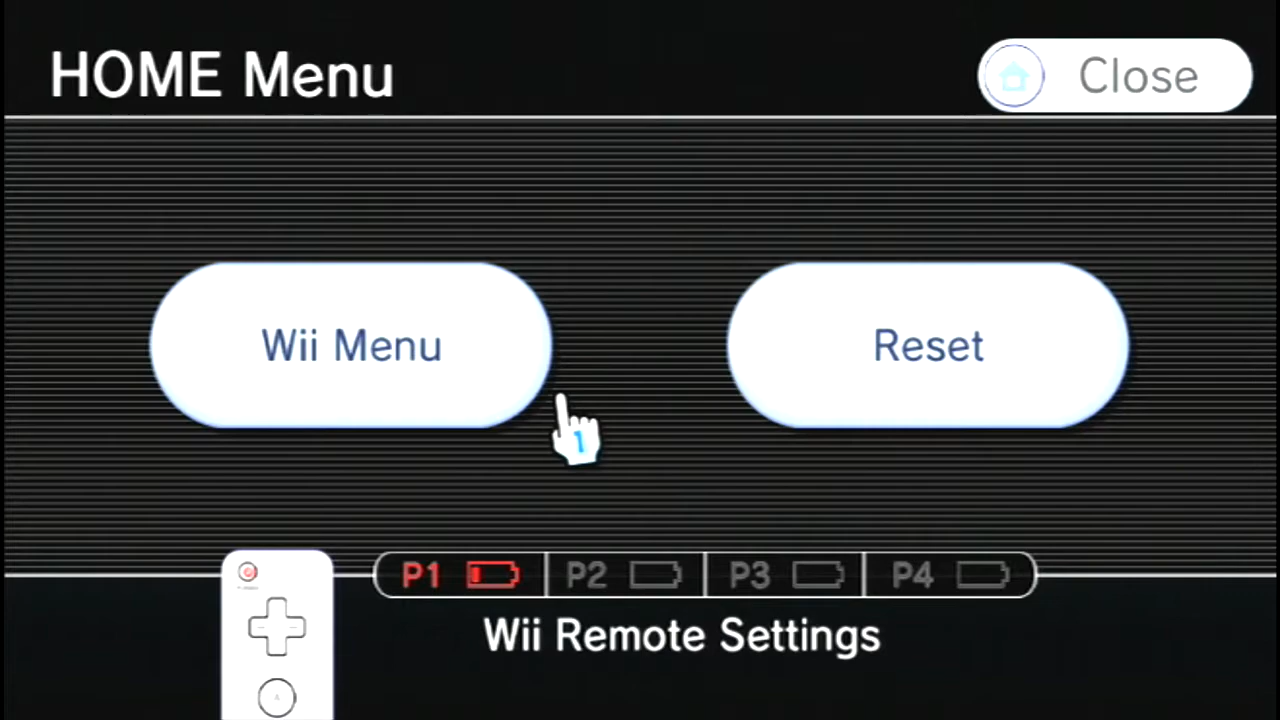 HOME Menu
Close
Wii Menu
Reset
1
P1
P2
P3
P4
Wii Remote Settings
A